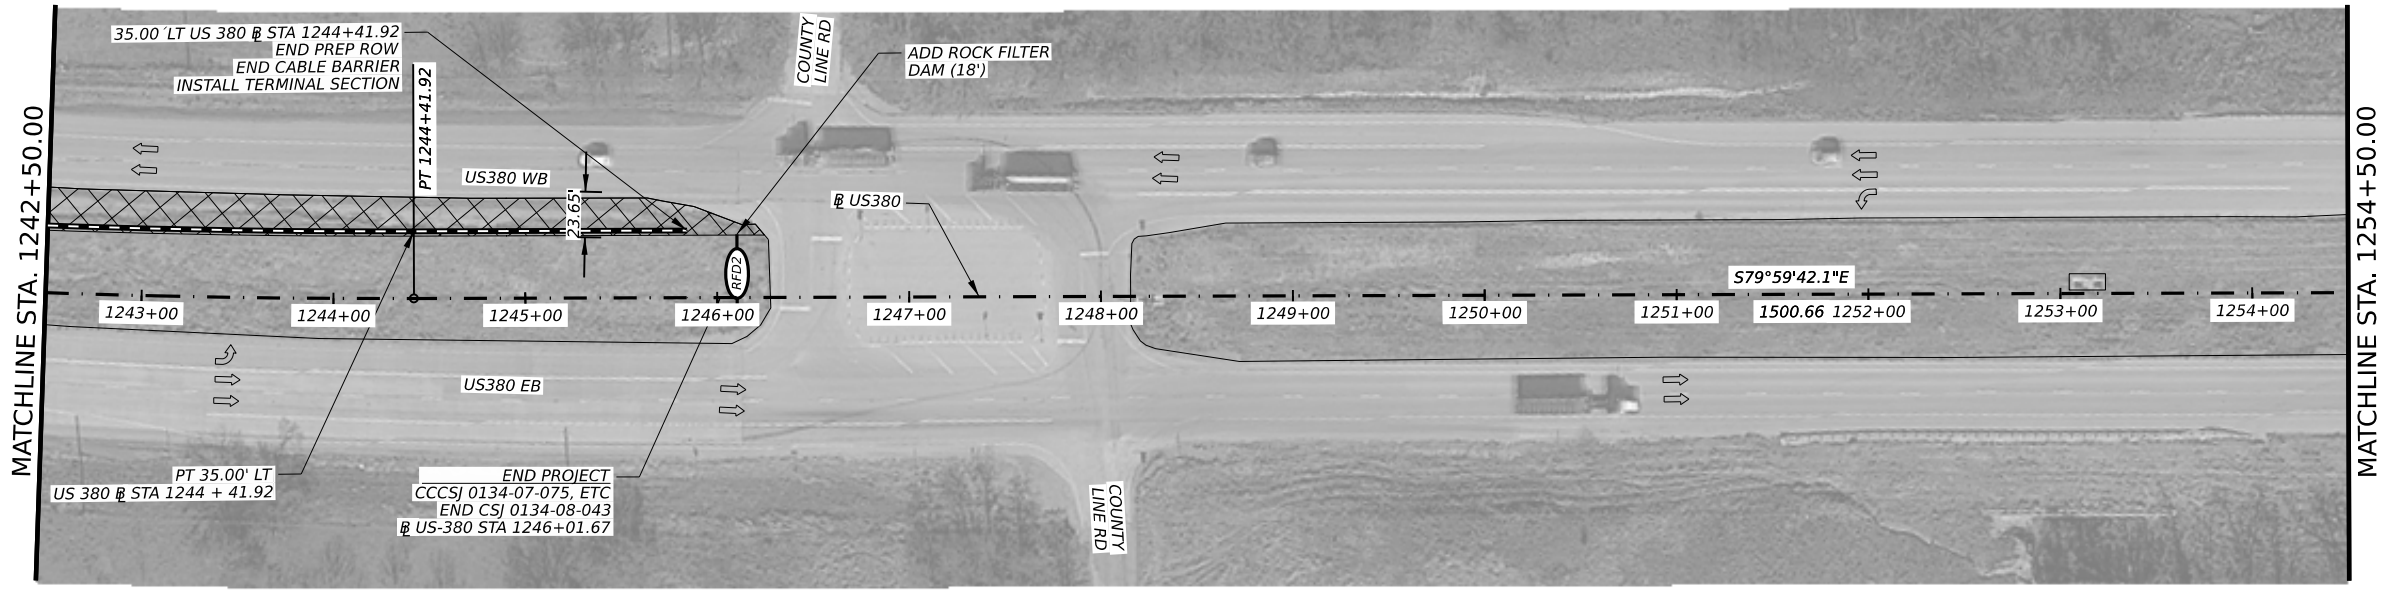 MATCHLINE STA. 1242+50.00
35.00´LT US 380 ␢ STA 1244+41.92
END PREP ROW
END CABLE BARRIER
INSTALL TERMINAL SECTION
PT 1244+41.92
US380 WB
23.65'
COUNTY
LINE RD
ADD ROCK FILTER
DAM (18')
␢ US380
RFD2
S79°59'42.1"E
1500.66
1243+00
1244+00
1245+00
1246+00
1247+00
1248+00
1249+00
1250+00
1251+00
1252+00
1253+00
1254+00
US380 EB
PT 35.00' LT
US 380 ␢ STA 1244 + 41.92
END PROJECT
CCCSJ 0134-07-075, ETC
END CSJ 0134-08-043
␢ US-380 STA 1246+01.67
COUNTY
LINE RD
MATCHLINE STA. 1254+50.00